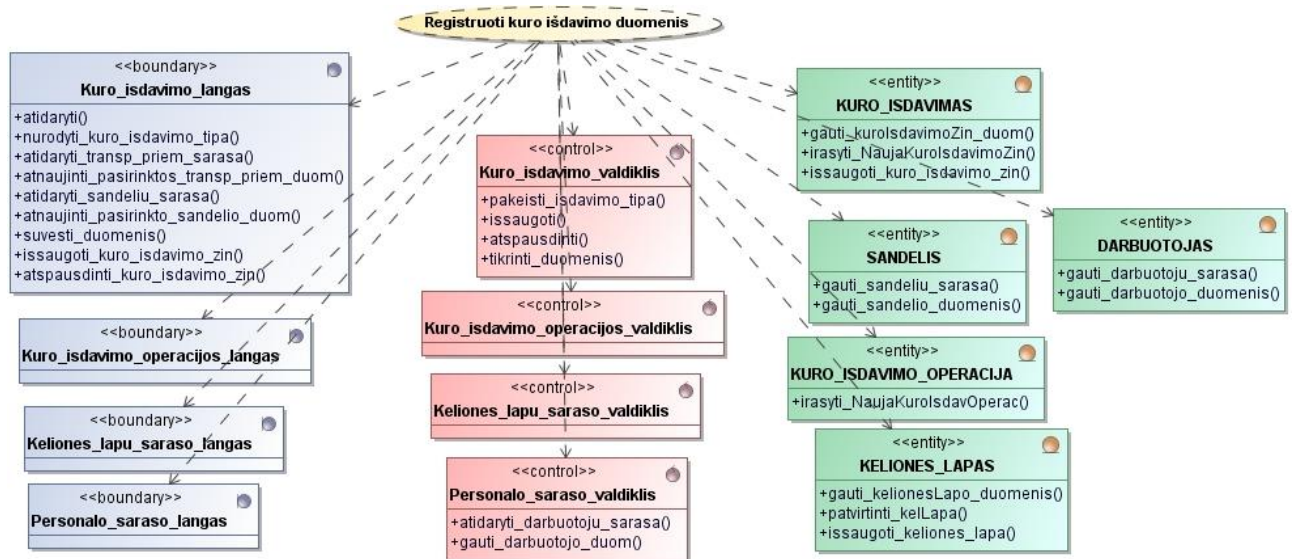 Registruoti kuro išdavimo duomenis
<<boundary>>
Kuro_isdavimo_langas
+atidaryti()
+nurodyti_kuro_isdavimo_tipa()
+atidaryti_transp_priem_sarasa()
+atnaujinti_pasirinktos_transp_priem_duom()
+atidaryti_sandeliu_sarasa()
+atnaujinti_pasirinkto_sandelio_duom()
+suvesti_duomenis()
+issaugoti_kuro_isdavimo_zin()
+atspausdinti_kuro_isdavimo_zin()
<<boundary>>
Kuro_isdavimo_operacijos_langas
<<boundary>>
Keliones_lapu_saraso_langas
<<boundary>>
Personalo_saraso_langas
<<control>>
Kuro_isdavimo_valdiklis
+pakeisti_isdavimo_tipa()
+issaugoti()
+atspausdinti()
+tikrinti_duomenis()
<<control>>
Kuro_isdavimo_operacijos_valdiklis
<<control>>
Keliones_lapu_saraso_valdiklis
<<control>>
Personalo_saraso_valdiklis
+atidaryti_darbuotoju_sarasa()
+gauti_darbuotojo_duom()
<<entity>>
KURO_ISDAVIMAS
+gauti_kuroIsdavimoZin_duom()
+irasyti_NaujaKuroIsdavimoZin()
+issaugoti_kuro_isdavimo_zin()
<<entity>>
DARBUOTOJAS
+gauti_darbuotoju_sarasa()
+gauti_darbuotojo_duomenis()
<<entity>>
SANDELIS
+gauti_sandeliu_sarasa()
+gauti_sandelio_duomenis()
<<entity>>
KURO_ISDAVIMO_OPERACIJA
+irasyti_NaujaKuroIsdavOperac()
<<entity>>
KELIONES_LAPAS
+gauti_kelionesLapo_duomenis()
+patvirtinti_kelLapa()
+issaugoti_keliones_lapa()